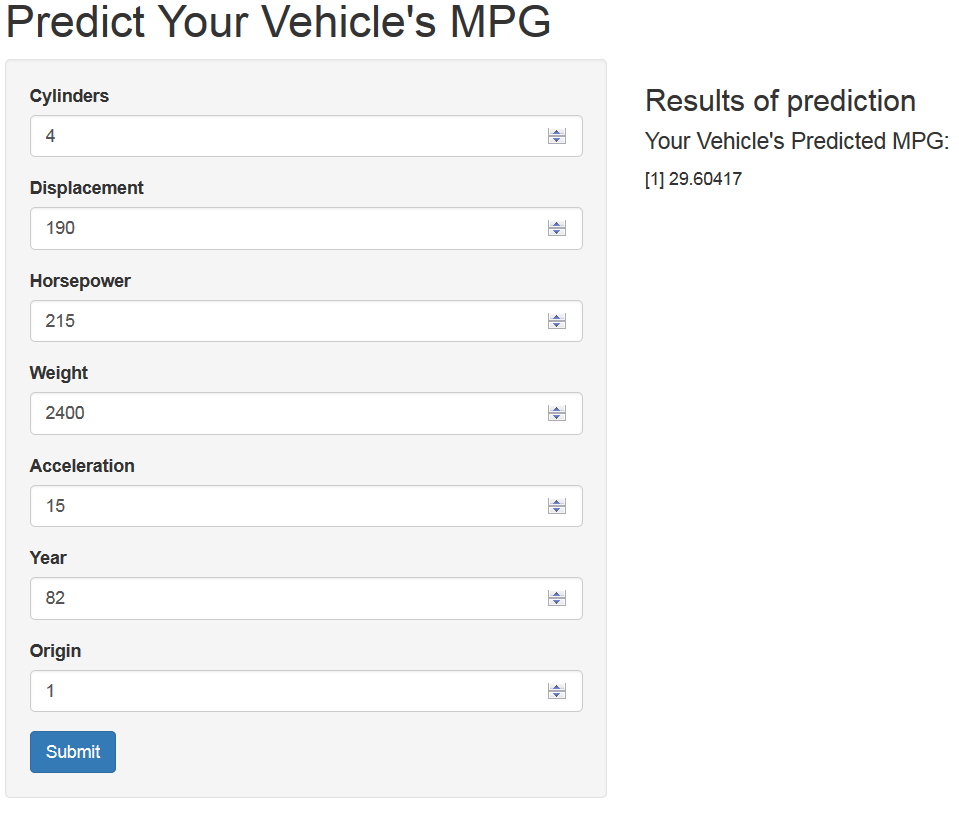 Predict Your Vehicle's MPG
Cylinders
4
Displacement
190
Horsepower
215
Weight
2400
Acceleration
15
Year
82
Origin
1
Submit
Results of prediction
Your Vehicle's Predicted MPG:
[1] 29.60417